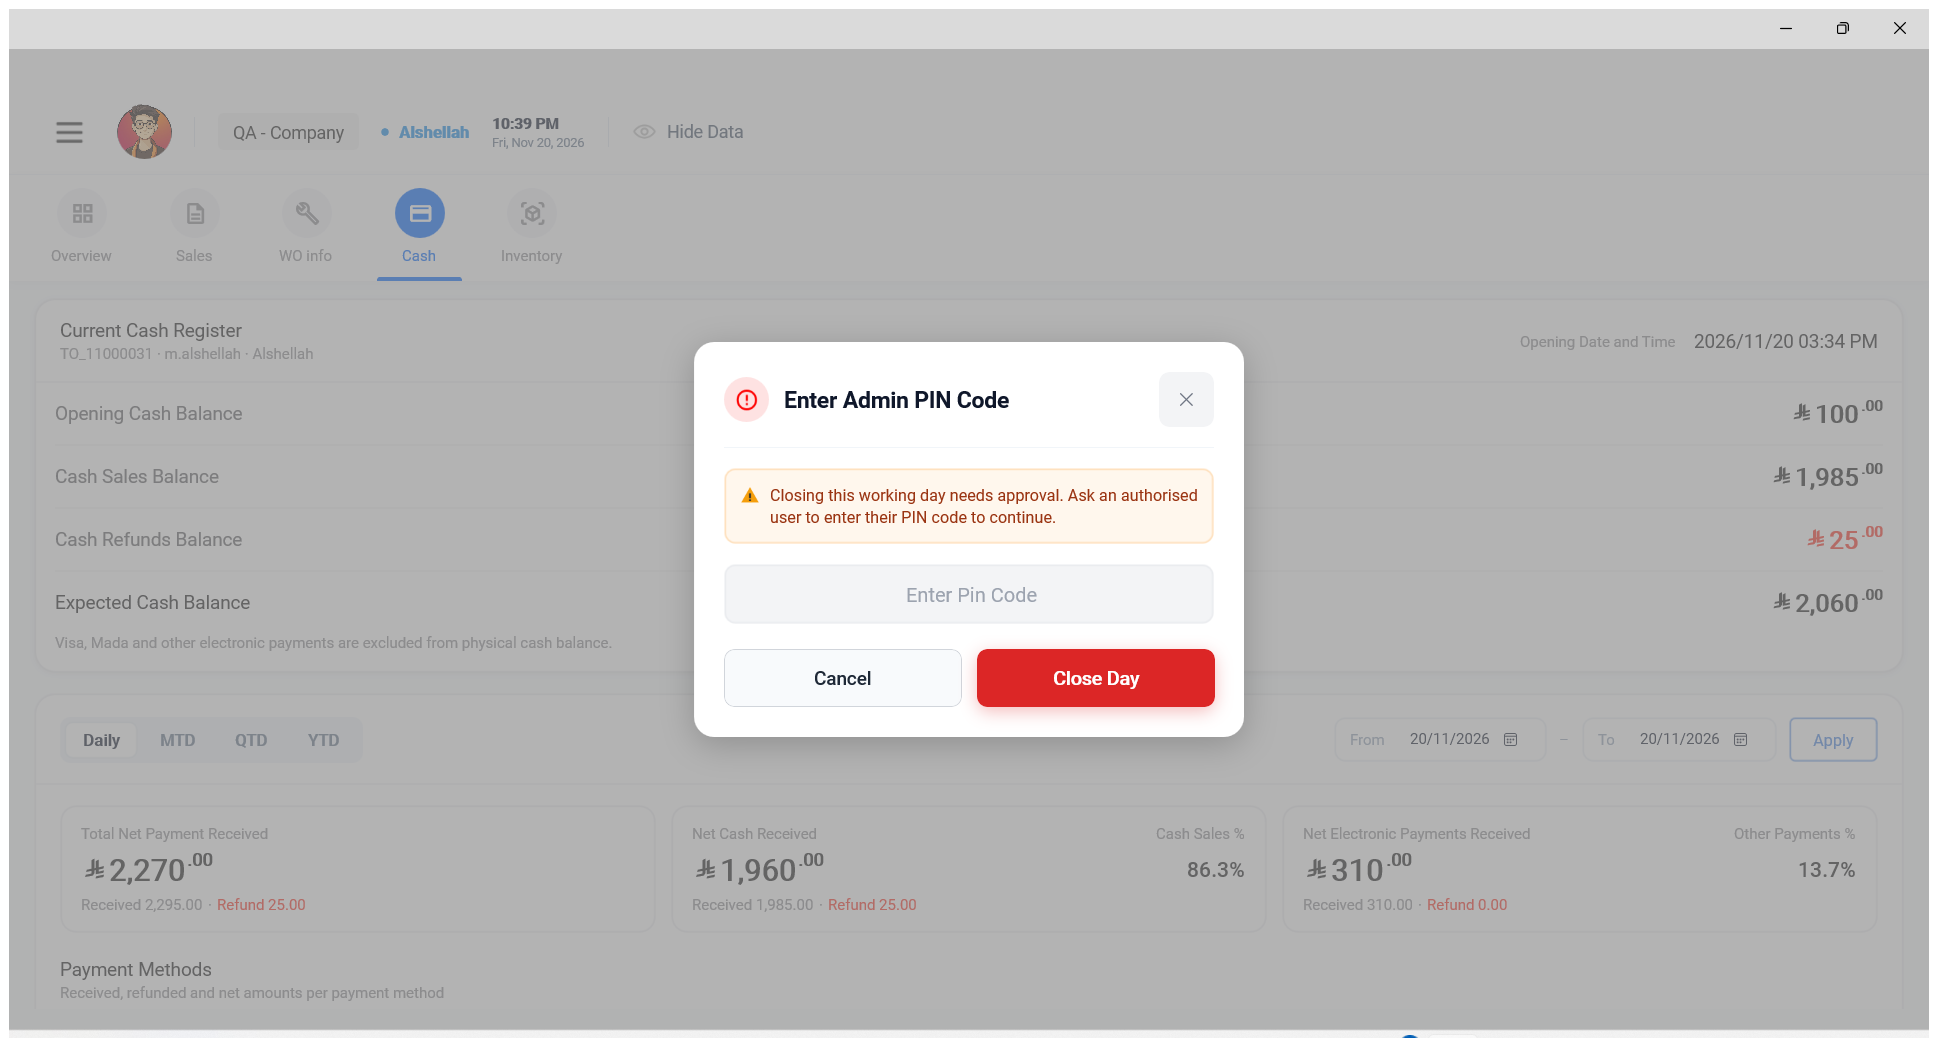 QA - Company
Alshellah
10:39 PM
Fri, Nov 20, 2026
Hide Data
Overview
Sales
WO info
Cash
Inventory
Current Cash Register
TO_11000031 · m.alshellah · Alshellah
Opening Date and Time 2026/11/20 03:34 PM
Opening Cash Balance
100.00
Cash Sales Balance
1,985.00
Cash Refunds Balance
25.00
Expected Cash Balance
2,060.00
Visa, Mada and other electronic payments are excluded from physical cash balance.
Enter Admin PIN Code
Closing this working day needs approval. Ask an authorised
user to enter their PIN code to continue.
Enter Pin Code
Cancel
Close Day
Daily
MTD
QTD
YTD
From 20/11/2026
–
To 20/11/2026
Apply
Total Net Payment Received
2,270.00
Received 2,295.00 · Refund 25.00
Net Cash Received
Cash Sales %
1,960.00
86.3%
Received 1,985.00 · Refund 25.00
Net Electronic Payments Received
Other Payments %
310.00
13.7%
Received 310.00 · Refund 0.00
Payment Methods
Received, refunded and net amounts per payment method